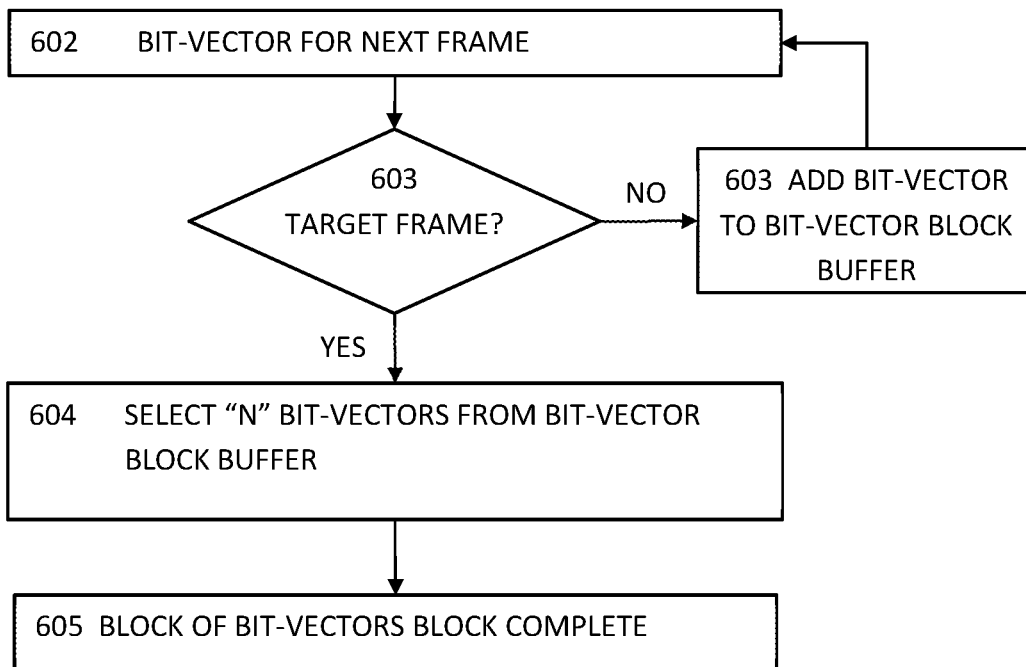 602 BIT-VECTOR FOR NEXT FRAME
603
TARGET FRAME?
NO
603 ADD BIT-VECTOR
TO BIT-VECTOR BLOCK
BUFFER
YES
604 SELECT “N” BIT-VECTORS FROM BIT-VECTOR
BLOCK BUFFER
605 BLOCK OF BIT-VECTORS BLOCK COMPLETE